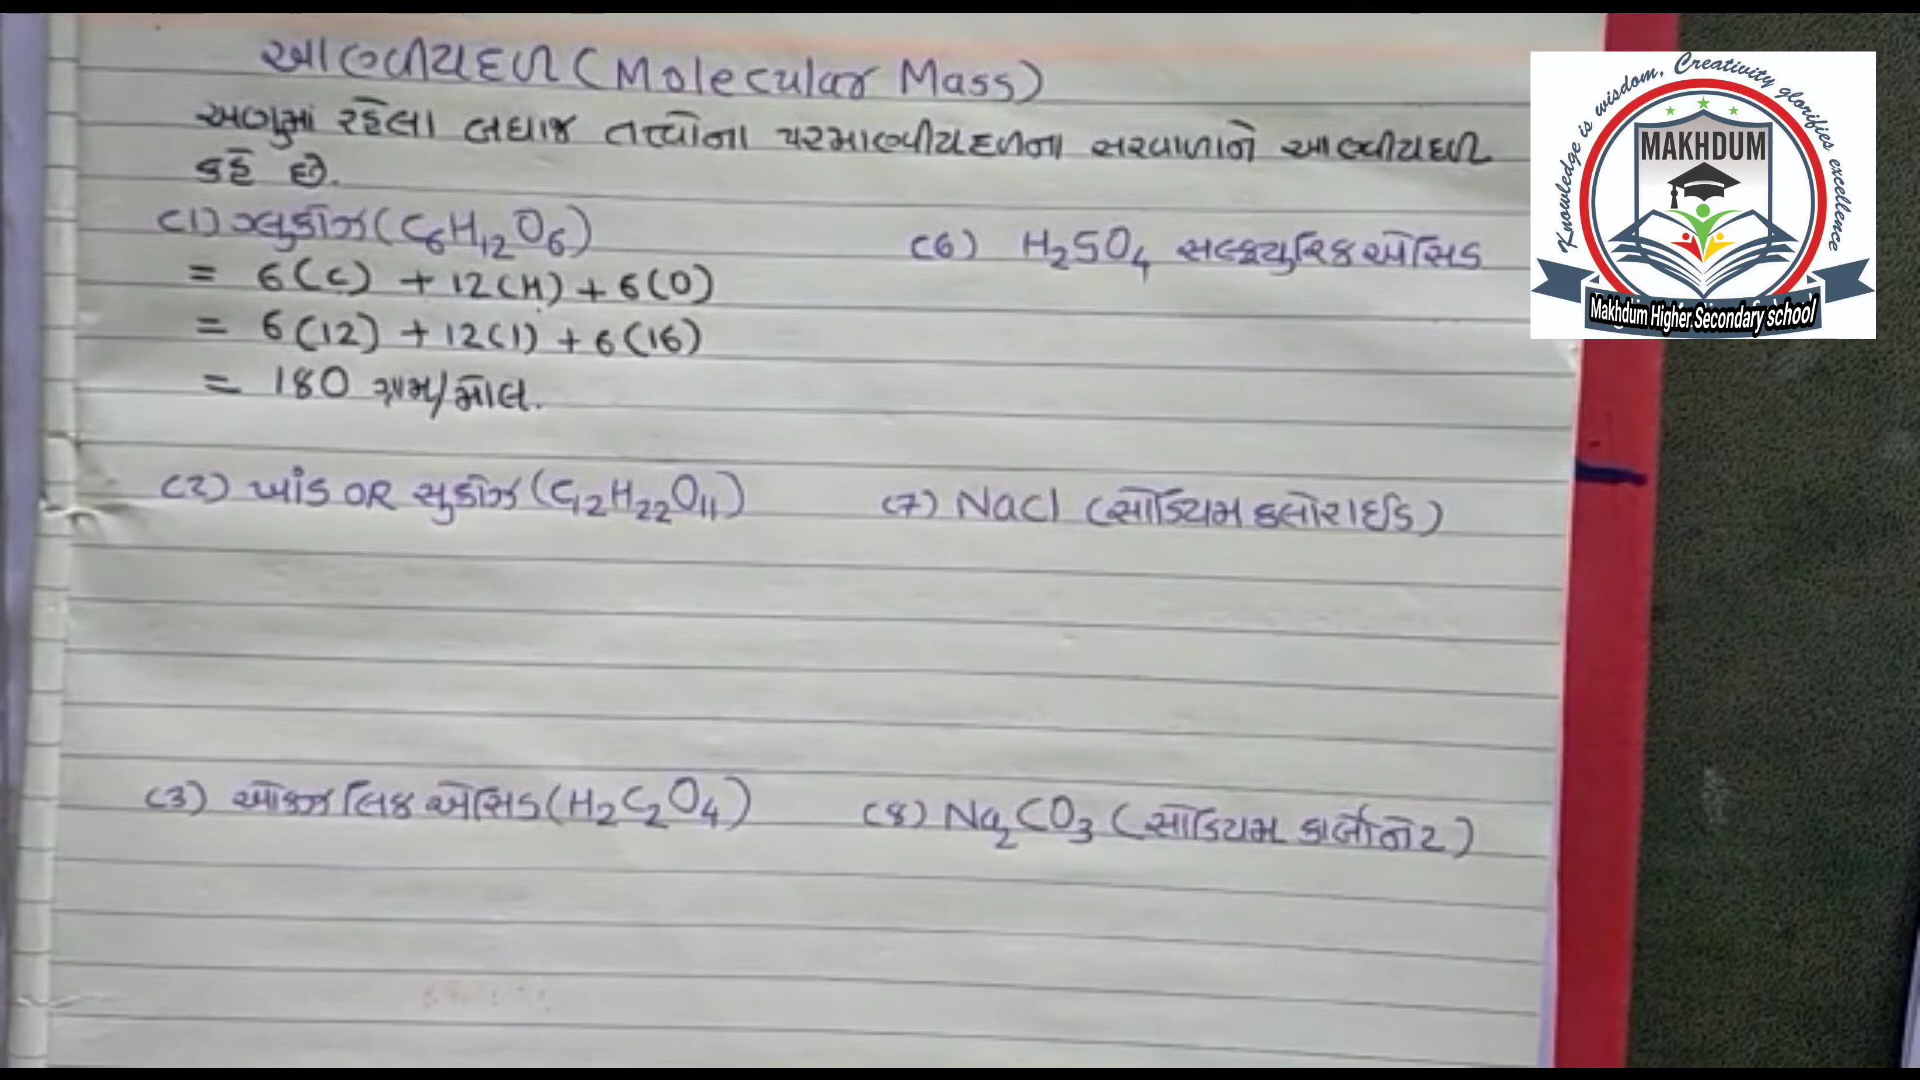 આણ્વીયદળ (Molecular Mass)
અણુમાં રહેલા બધાજ તત્વોના પરમાણ્વીયદળના સરવાળાને આણ્વીયદળ
કહે છે.
(1) ગ્લુકોઝ (C₆H₁₂O₆)
= 6(C) + 12(H) + 6(O)
= 6(12) + 12(1) + 6(16)
= 180 ગ્રામ/મોલ.
(2) ખાંડ OR સુક્રોઝ (C₁₂H₂₂O₁₁)
(3) ઓક્ઝલિક એસિડ (H₂C₂O₄)
(6) H₂SO₄ સલ્ફ્યુરિક એસિડ
(7) NaCl (સોડિયમ ક્લોરાઈડ)
(8) Na₂CO₃ (સોડિયમ કાર્બોનેટ)
Knowledge is wisdom, Creativity glorifies excellence
MAKHDUM
Makhdum Higher Secondary school